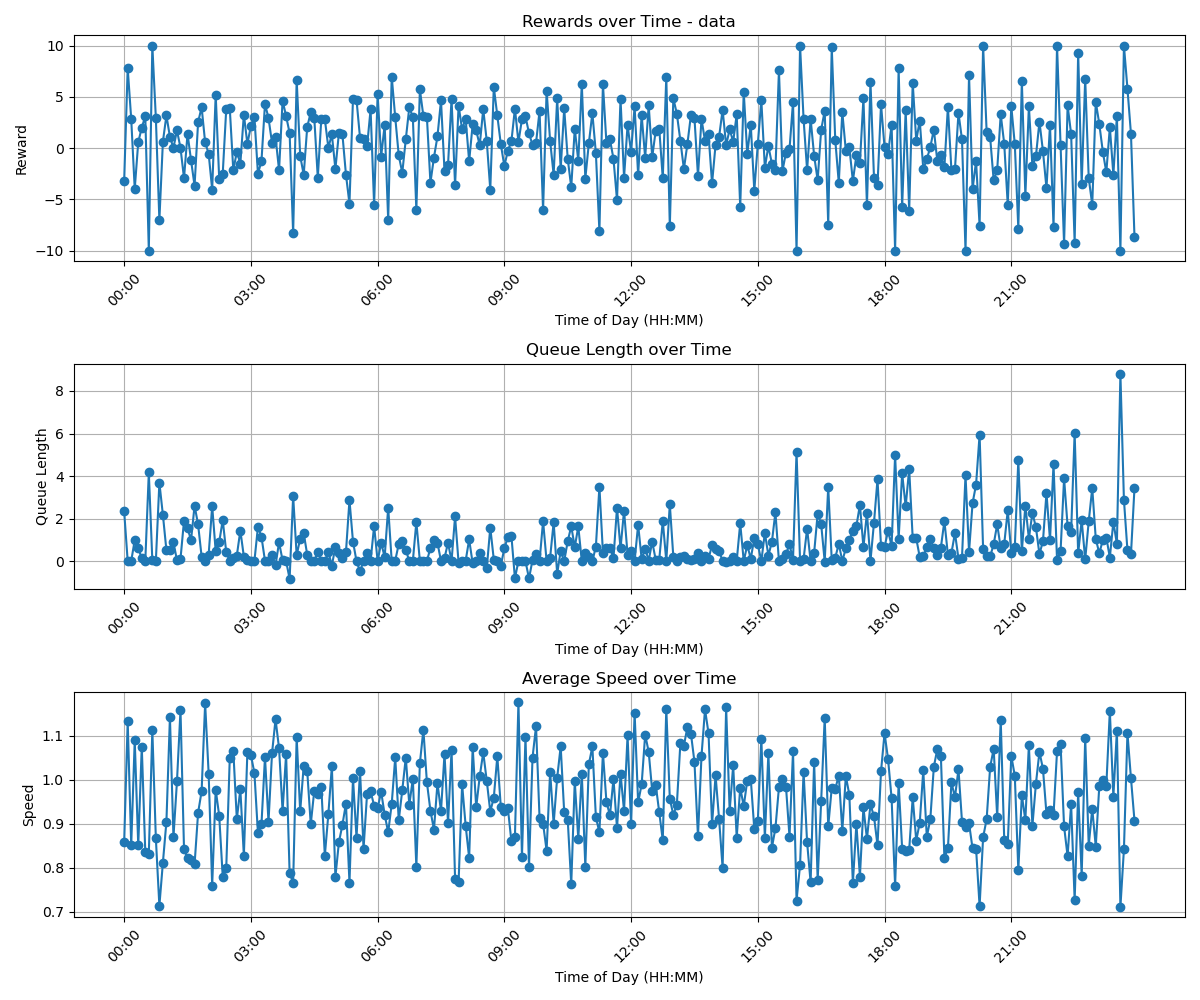 Rewards over Time - data
10
5
0
−5
−10
Reward
00:00 03:00 06:00 09:00 12:00 15:00 18:00 21:00
Time of Day (HH:MM)
Queue Length over Time
8
6
4
2
0
Queue Length
00:00 03:00 06:00 09:00 12:00 15:00 18:00 21:00
Time of Day (HH:MM)
Average Speed over Time
1.1
1.0
0.9
0.8
0.7
Speed
00:00 03:00 06:00 09:00 12:00 15:00 18:00 21:00
Time of Day (HH:MM)